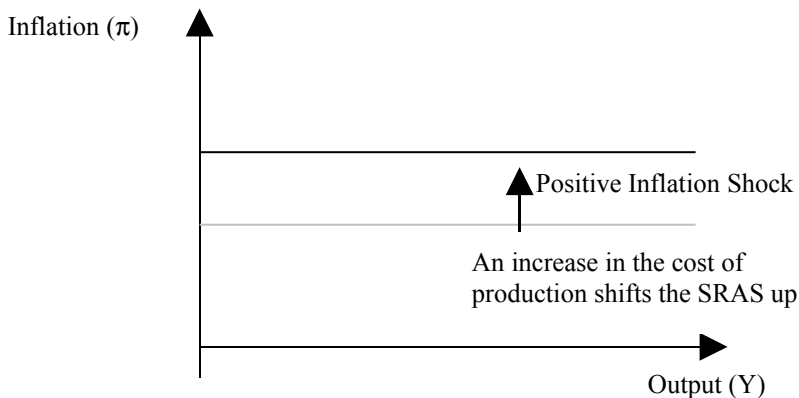 Inflation (π)
Positive Inflation Shock
An increase in the cost of
production shifts the SRAS up
Output (Y)